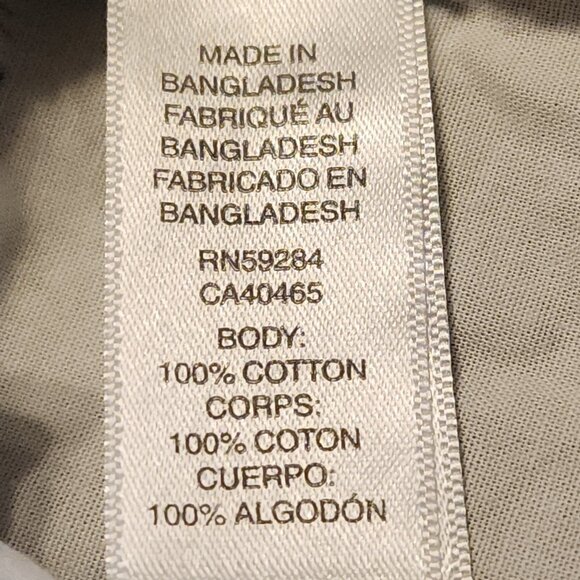 MADE IN
BANGLADESH
FABRIQUÉ AU
BANGLADESH
FABRICADO EN
BANGLADESH
RN59284
CA40465
BODY:
100% COTTON
CORPS:
100% COTON
CUERPO:
100% ALGODÓN